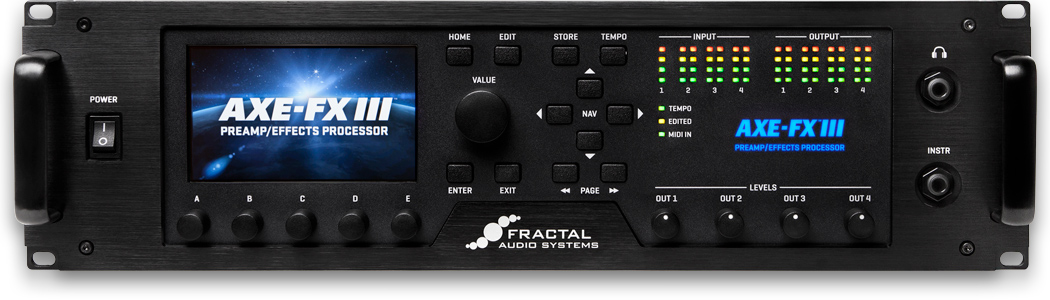 HOME EDIT STORE TEMPO
INPUT OUTPUT
POWER
VALUE
1 2 3 4 1 2 3 4
NAV
TEMPO
EDITED
MIDI IN
AXE-FX III
PREAMP/EFFECTS PROCESSOR
AXE-FX III
PREAMP/EFFECTS PROCESSOR
INSTR
I
O
ENTER EXIT PAGE
LEVELS
A B C D E
OUT 1 OUT 2 OUT 3 OUT 4
FRACTAL
AUDIO SYSTEMS